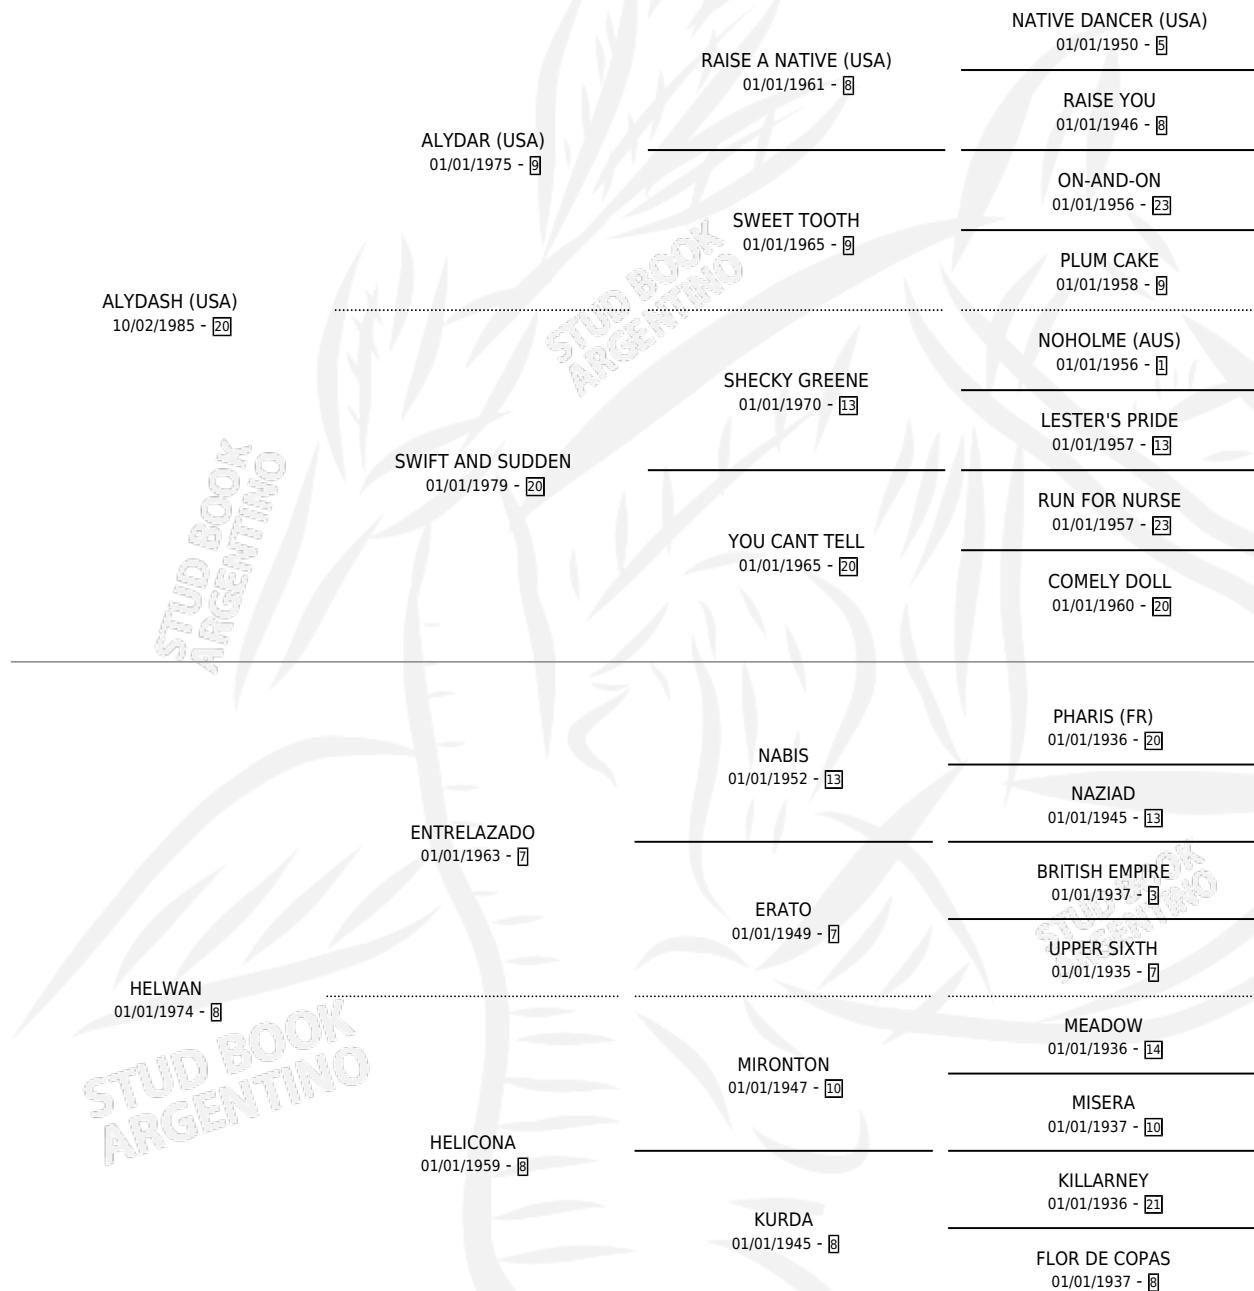 NATIVE DANCER (USA)
01/01/1950 - 5
RAISE A NATIVE (USA)
01/01/1961 - 8
RAISE YOU
01/01/1946 - 8
ALYDAR (USA)
01/01/1975 - 9
ON-AND-ON
01/01/1956 - 23
SWEET TOOTH
01/01/1965 - 9
PLUM CAKE
01/01/1958 - 9
ALYDASH (USA)
10/02/1985 - 20
NOHOLME (AUS)
01/01/1956 - 1
SHECKY GREENE
01/01/1970 - 13
LESTER'S PRIDE
01/01/1957 - 13
SWIFT AND SUDDEN
01/01/1979 - 20
RUN FOR NURSE
01/01/1957 - 23
YOU CANT TELL
01/01/1965 - 20
COMELY DOLL
01/01/1960 - 20
PHARIS (FR)
01/01/1936 - 20
NABIS
01/01/1952 - 13
NAZIAD
01/01/1945 - 13
ENTRELAZADO
01/01/1963 - 7
BRITISH EMPIRE
01/01/1937 - 3
ERATO
01/01/1949 - 7
UPPER SIXTH
01/01/1935 - 7
HELWAN
01/01/1974 - 8
MEADOW
01/01/1936 - 14
MIRONTON
01/01/1947 - 10
MISERA
01/01/1937 - 10
HELICONA
01/01/1959 - 8
KILLARNEY
01/01/1936 - 21
KURDA
01/01/1945 - 8
FLOR DE COPAS
01/01/1937 - 8
STUD BOOK
ARGENTINO
STUD BOOK
ARGENTINO
STUD BOOK
ARGENTINO
STUD BOOK
ARGENTINO